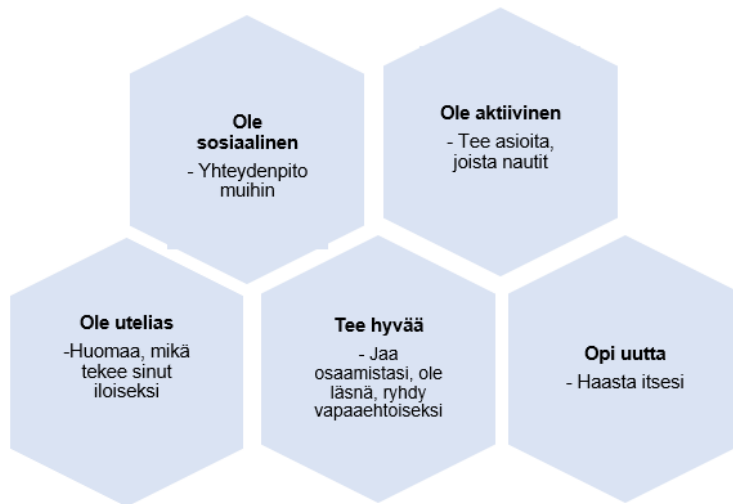 Ole
sosiaalinen
- Yhteydenpito
muihin
Ole aktiivinen
- Tee asioita,
joista nautit
Ole utelias
-Huomaa, mikä
tekee sinut
iloiseksi
Tee hyvää
- Jaa
osaamistasi, ole
läsnä, ryhdy
vapaaehtoiseksi
Opi uutta
- Haasta itsesi